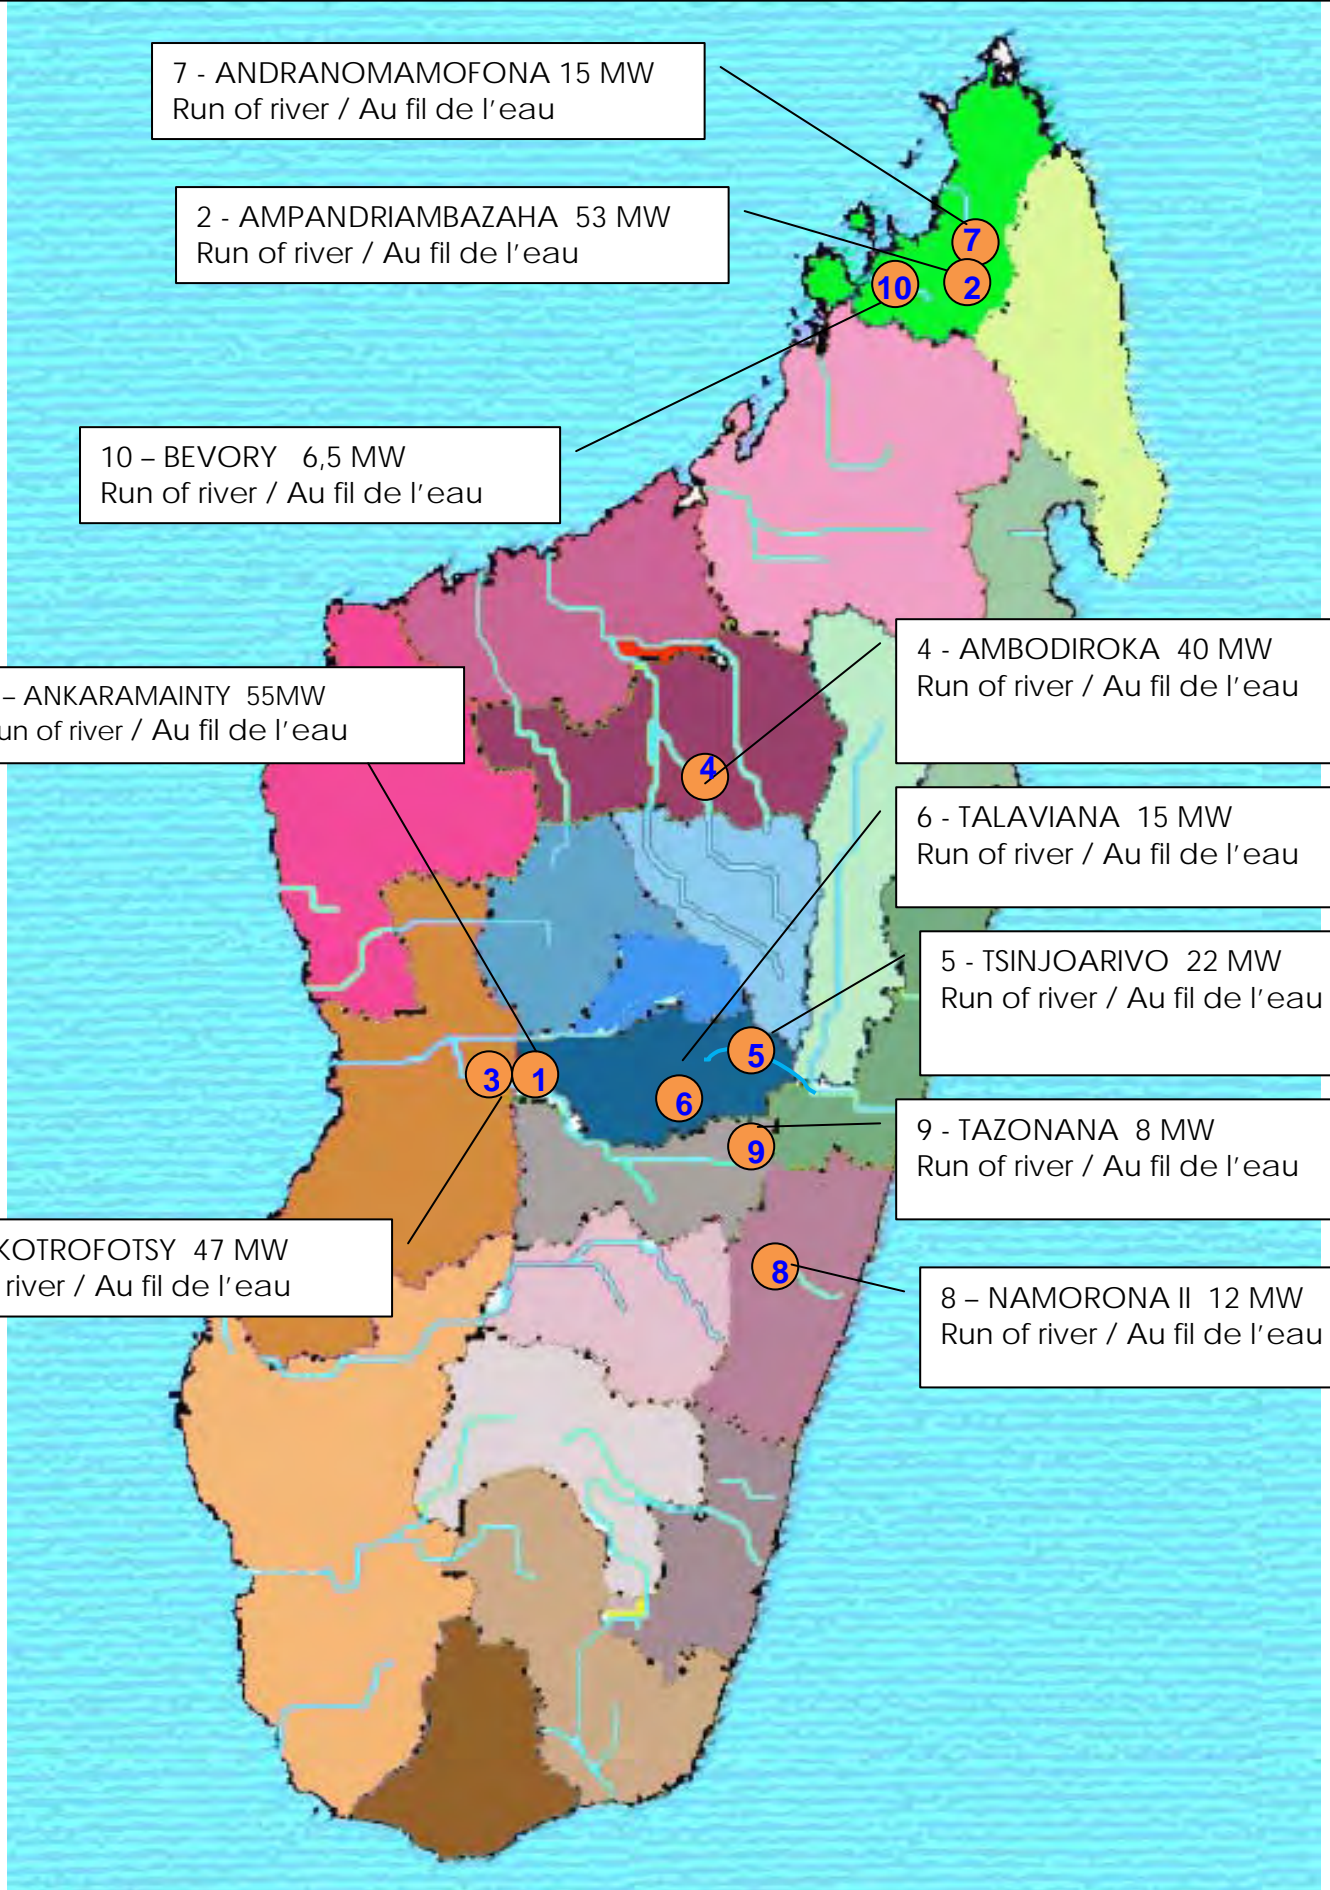 7 - ANDRANOMAMOFONA 15 MW
Run of river / Au fil de l'eau
2 - AMPANDRIAMBAZAHA 53 MW
Run of river / Au fil de l'eau
7
10
2
10 – BEVORY 6,5 MW
Run of river / Au fil de l'eau
4 - AMBODIROKA 40 MW
Run of river / Au fil de l'eau
– ANKARAMAINTY 55MW
un of river / Au fil de l'eau
4
6 - TALAVIANA 15 MW
Run of river / Au fil de l'eau
5 - TSINJOARIVO 22 MW
Run of river / Au fil de l'eau
5
3
1
6
9 - TAZONANA 8 MW
Run of river / Au fil de l'eau
9
KOTROFOTSY 47 MW
river / Au fil de l'eau
8
8 – NAMORONA II 12 MW
Run of river / Au fil de l'eau